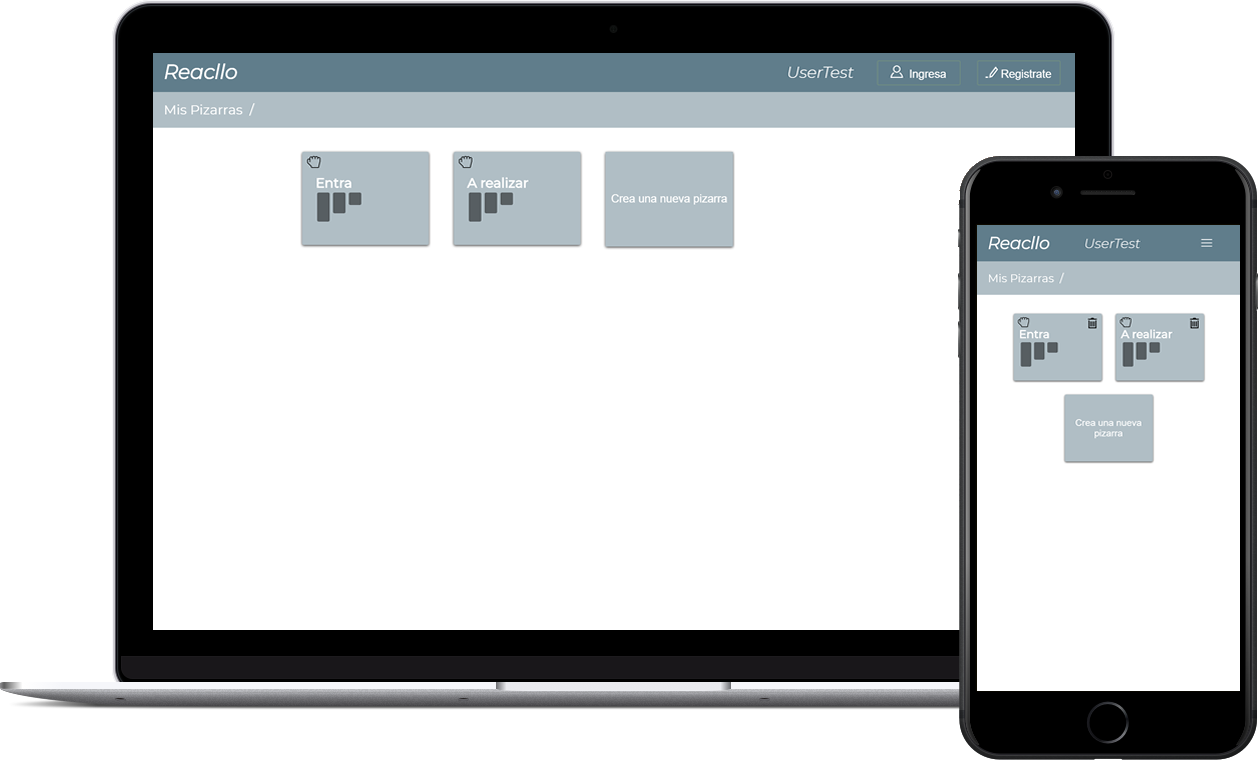 Reacllo
UserTest
Ingresa
Registrate
Mis Pizarras /
Entra
A realizar
Crea una nueva pizarra
Reacllo
UserTest
Mis Pizarras /
Entra
A realizar
Crea una nueva
pizarra